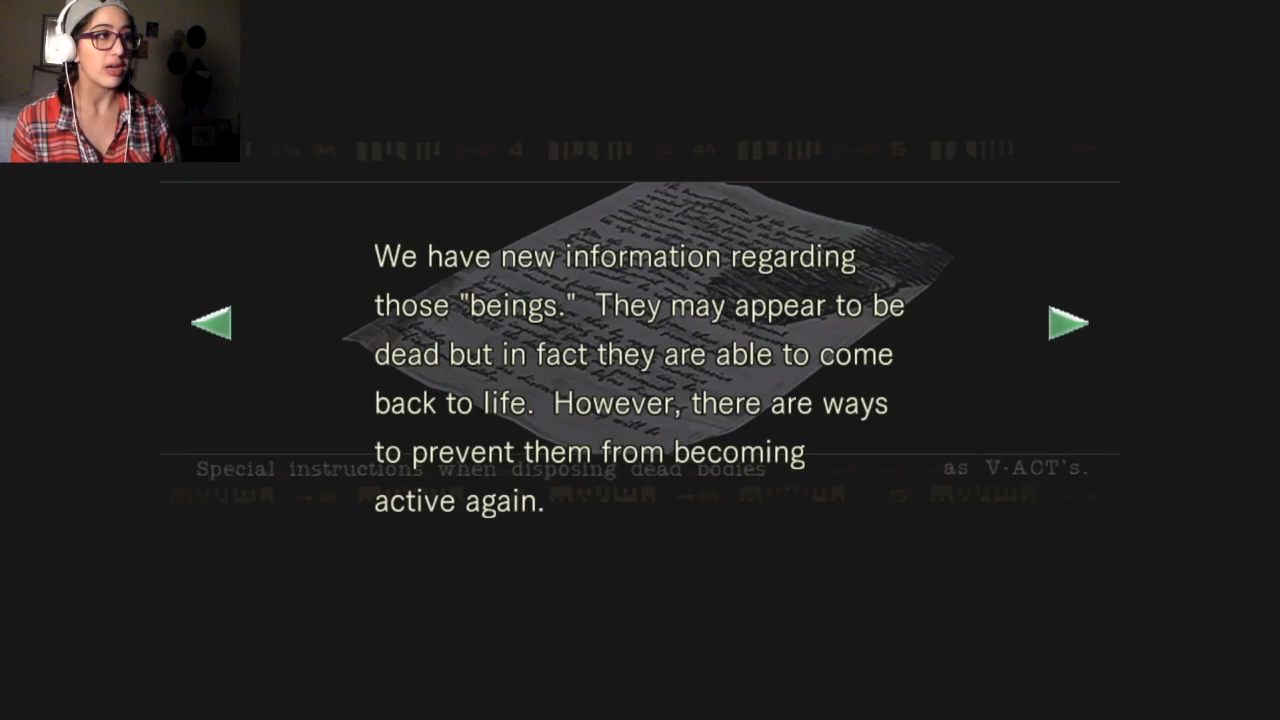 We have new information regarding
those "beings."  They may appear to be
dead but in fact they are able to come
back to life.  However, there are ways
to prevent them from becoming
active again.
Special instructions when disposing dead bodies as V-ACT's.